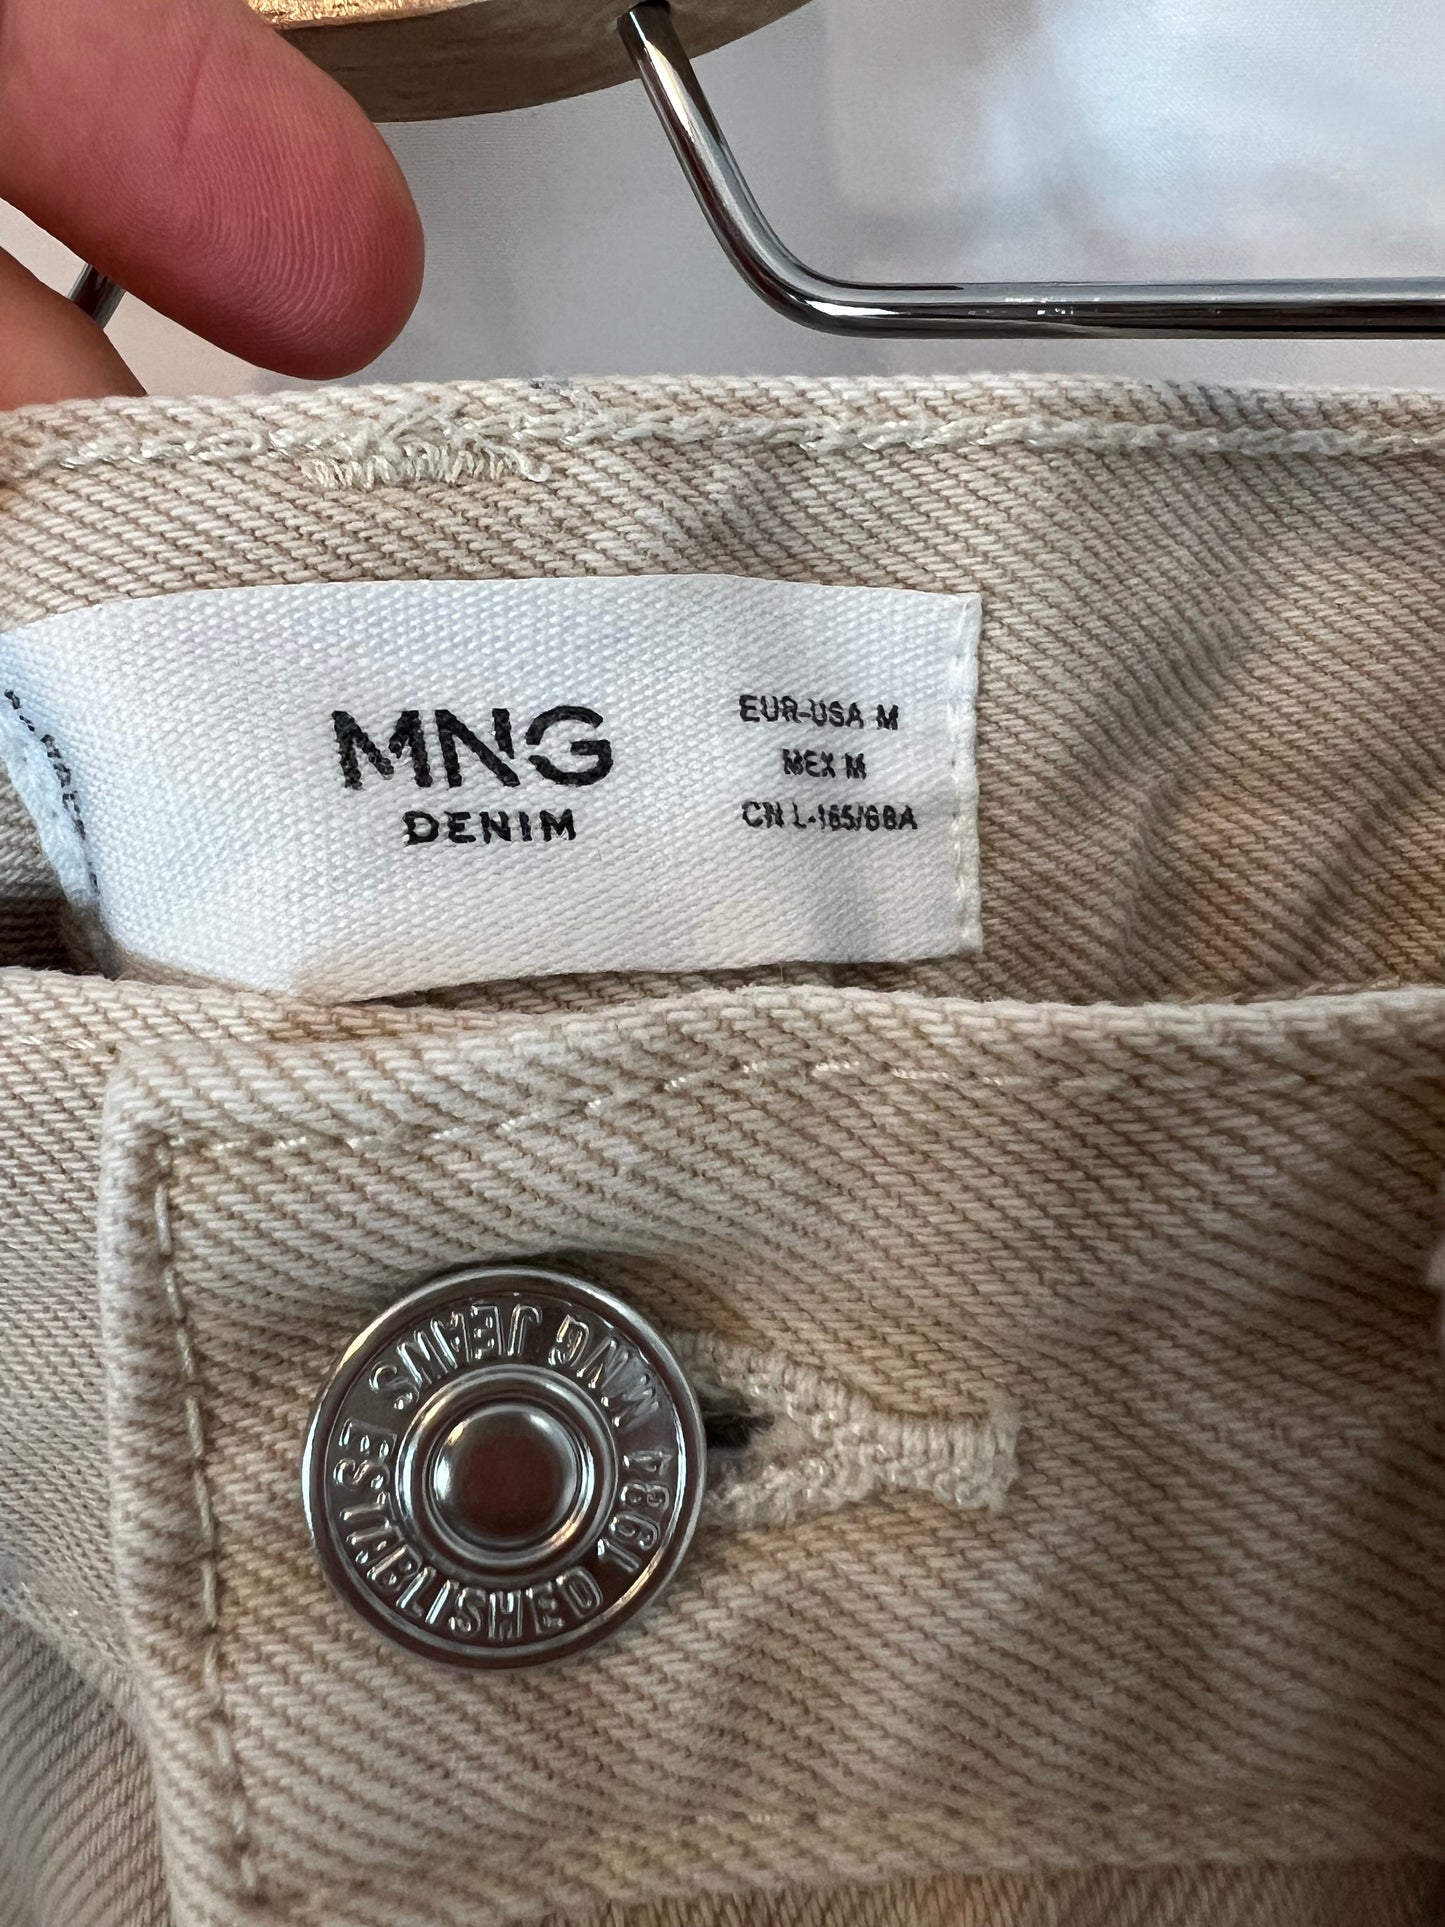 MNG
DENIM
EUR-USA M
MEX M
CN L-165/68A
MNG JEANS
ESTABLISHED 1984